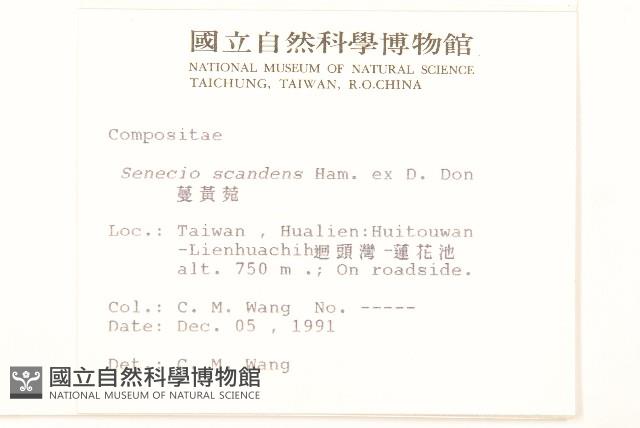 國立自然科學博物館
NATIONAL MUSEUM OF NATURAL SCIENCE
TAICHUNG, TAIWAN, R.O.CHINA
Compositae
Senecio scandens Ham. ex D. Don
蔓黃菀
Loc.: Taiwan , Hualien:Huitouwan
-Lienhuachih迴頭灣-蓮花池
alt. 750 m .; On roadside.
Col.: C. M. Wang No. -----
Date: Dec. 05 , 1991
Det.: C. M. Wang
國立自然科學博物館
NATIONAL MUSEUM OF NATURAL SCIENCE